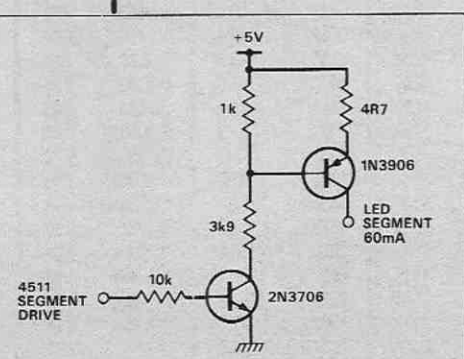 +5V
1k
4R7
1N3906
LED
SEGMENT
60mA
3k9
10k
4511
SEGMENT
DRIVE
2N3706